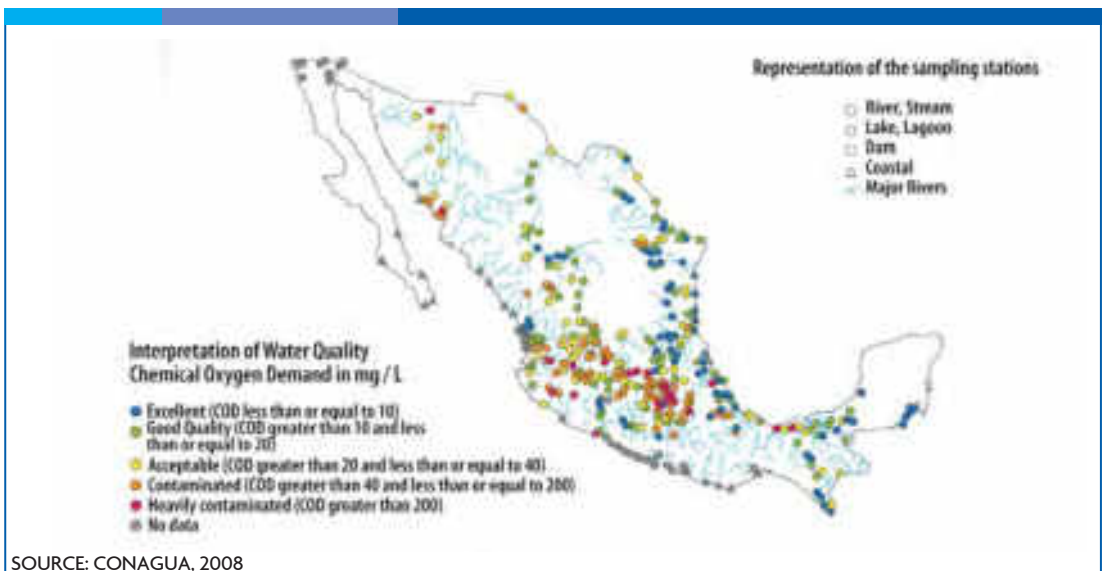 Representation of the sampling stations
River, Stream
Lake, Lagoon
Dam
Coastal
Major Rivers
Interpretation of Water Quality
Chemical Oxygen Demand in mg / L
Excellent (COD less than or equal to 10)
Good Quality (COD greater than 10 and less
than or equal to 20)
Acceptable (COD greater than 20 and less than or equal to 40)
Contaminated (COD greater than 40 and less than or equal to 200)
Heavily contaminated (COD greater than 200)
No data
SOURCE: CONAGUA, 2008